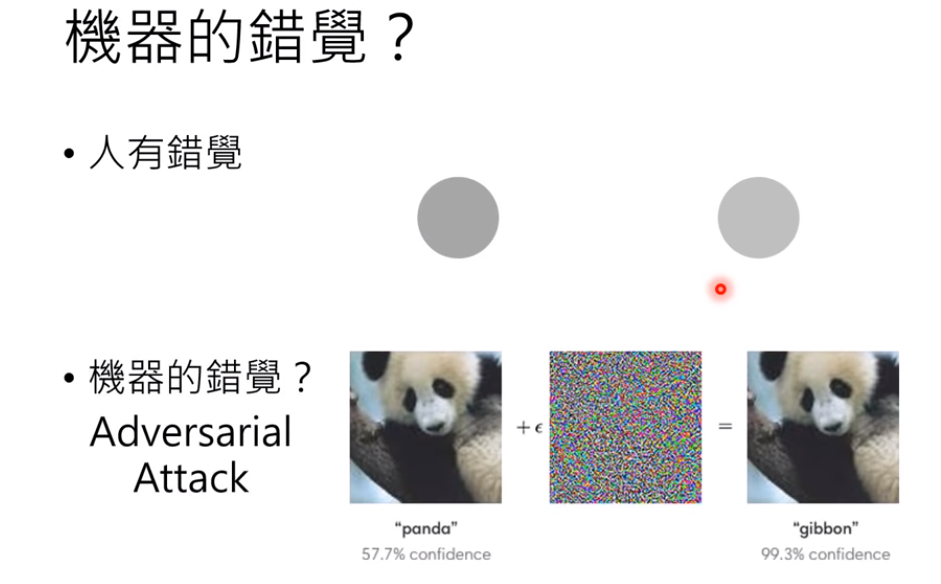 機器的錯覺？
• 人有錯覺
• 機器的錯覺？
Adversarial
Attack
+ ϵ
=
“panda”
57.7% confidence
“gibbon”
99.3% confidence